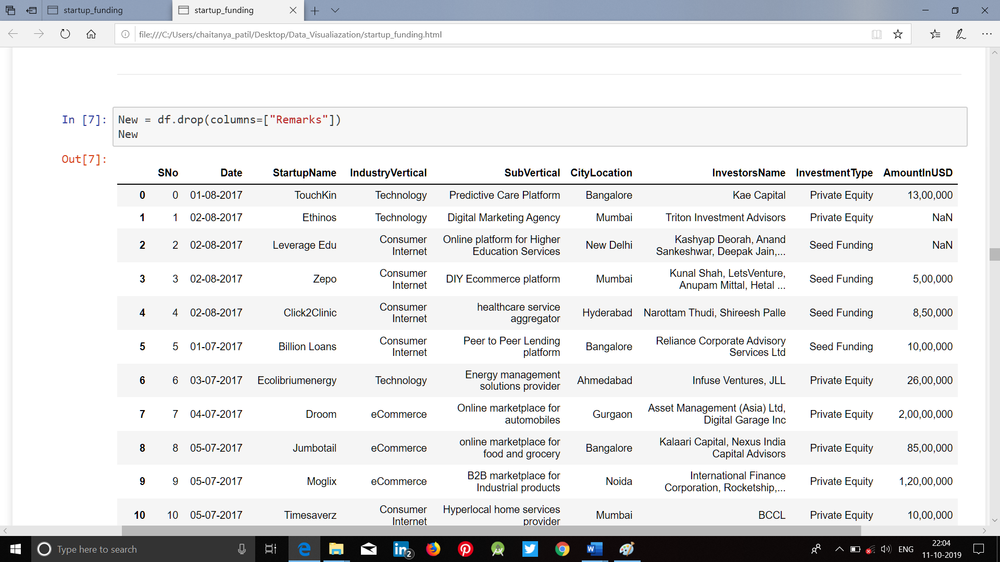 startup_funding
startup_funding
file:///C:/Users/chaitanya_patil/Desktop/Data_Visualiazation/startup_funding.html
In [7]: New = df.drop(columns=["Remarks"])
New
Out[7]:
SNo Date StartupName IndustryVertical SubVertical CityLocation InvestorsName InvestmentType AmountInUSD
0 0 01-08-2017 TouchKin Technology Predictive Care Platform Bangalore Kae Capital Private Equity 13,00,000
1 1 02-08-2017 Ethinos Technology Digital Marketing Agency Mumbai Triton Investment Advisors Private Equity NaN
2 2 02-08-2017 Leverage Edu Consumer Internet Online platform for Higher Education Services New Delhi Kashyap Deorah, Anand Sankeshwar, Deepak Jain,... Seed Funding NaN
3 3 02-08-2017 Zepo Consumer Internet DIY Ecommerce platform Mumbai Kunal Shah, LetsVenture, Anupam Mittal, Hetal ... Seed Funding 5,00,000
4 4 02-08-2017 Click2Clinic Consumer Internet healthcare service aggregator Hyderabad Narottam Thudi, Shireesh Palle Seed Funding 8,50,000
5 5 01-07-2017 Billion Loans Consumer Internet Peer to Peer Lending platform Bangalore Reliance Corporate Advisory Services Ltd Seed Funding 10,00,000
6 6 03-07-2017 Ecolibriumenergy Technology Energy management solutions provider Ahmedabad Infuse Ventures, JLL Private Equity 26,00,000
7 7 04-07-2017 Droom eCommerce Online marketplace for automobiles Gurgaon Asset Management (Asia) Ltd, Digital Garage Inc Private Equity 2,00,00,000
8 8 05-07-2017 Jumbotail eCommerce online marketplace for food and grocery Bangalore Kalaari Capital, Nexus India Capital Advisors Private Equity 85,00,000
9 9 05-07-2017 Moglix eCommerce B2B marketplace for Industrial products Noida International Finance Corporation, Rocketship,... Private Equity 1,20,00,000
10 10 05-07-2017 Timesaverz Consumer Internet Hyperlocal home services provider Mumbai BCCL Private Equity 10,00,000
Type here to search
in 2
W
ENG
22:04
11-10-2019